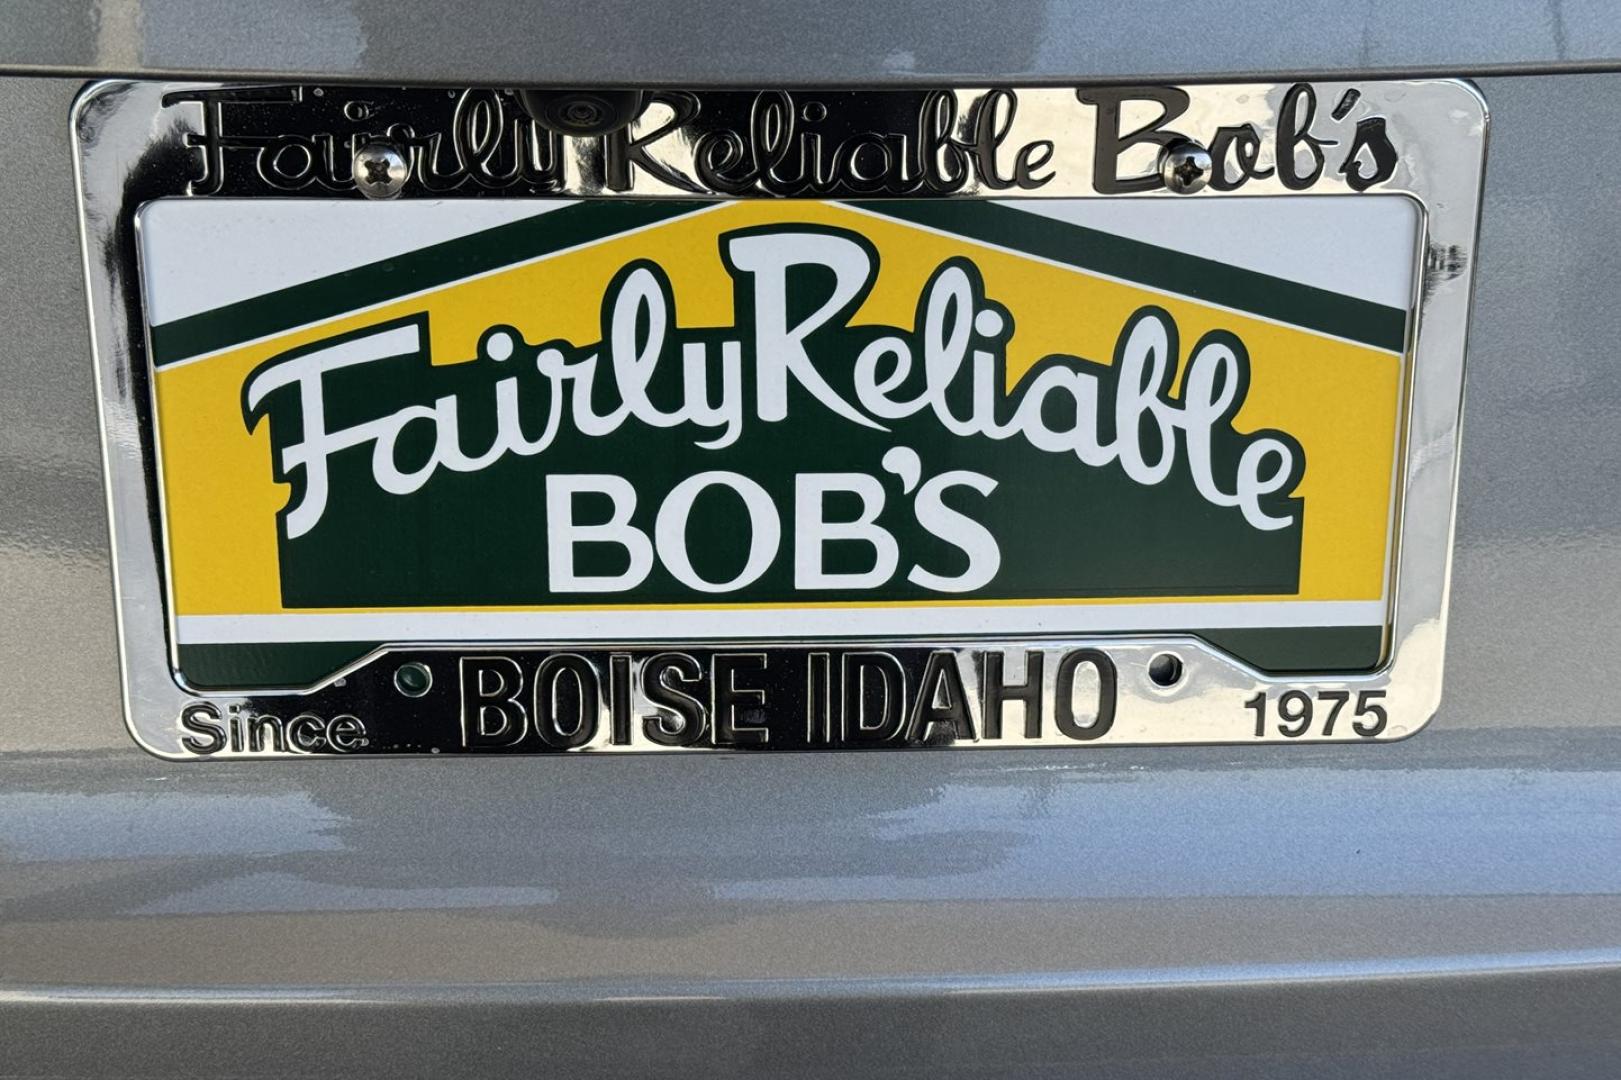 Fairly Reliable Bob's
Fairly Reliable
BOB'S
BOISE IDAHO
Since 1975